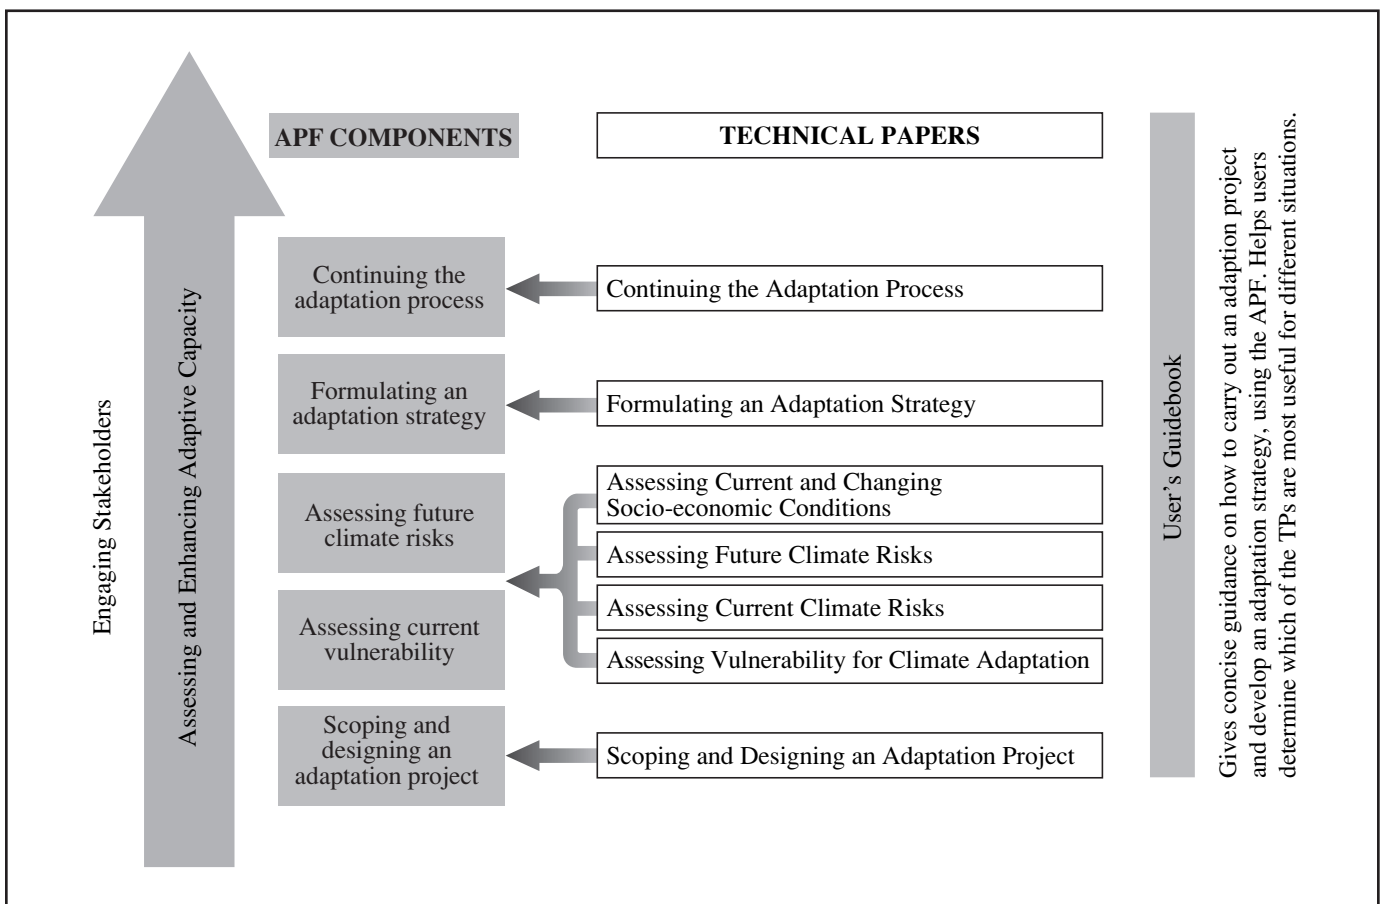 Engaging Stakeholders
Assessing and Enhancing Adaptive Capacity
APF COMPONENTS
Continuing the
adaptation process
Formulating an
adaptation strategy
Assessing future
climate risks
Assessing current
vulnerability
Scoping and
designing an
adaptation project
TECHNICAL PAPERS
Continuing the Adaptation Process
Formulating an Adaptation Strategy
Assessing Current and Changing
Socio-economic Conditions
Assessing Future Climate Risks
Assessing Current Climate Risks
Assessing Vulnerability for Climate Adaptation
Scoping and Designing an Adaptation Project
User's Guidebook
Gives concise guidance on how to carry out an adaption project
and develop an adaptation strategy, using the APF. Helps users
determine which of the TPs are most useful for different situations.